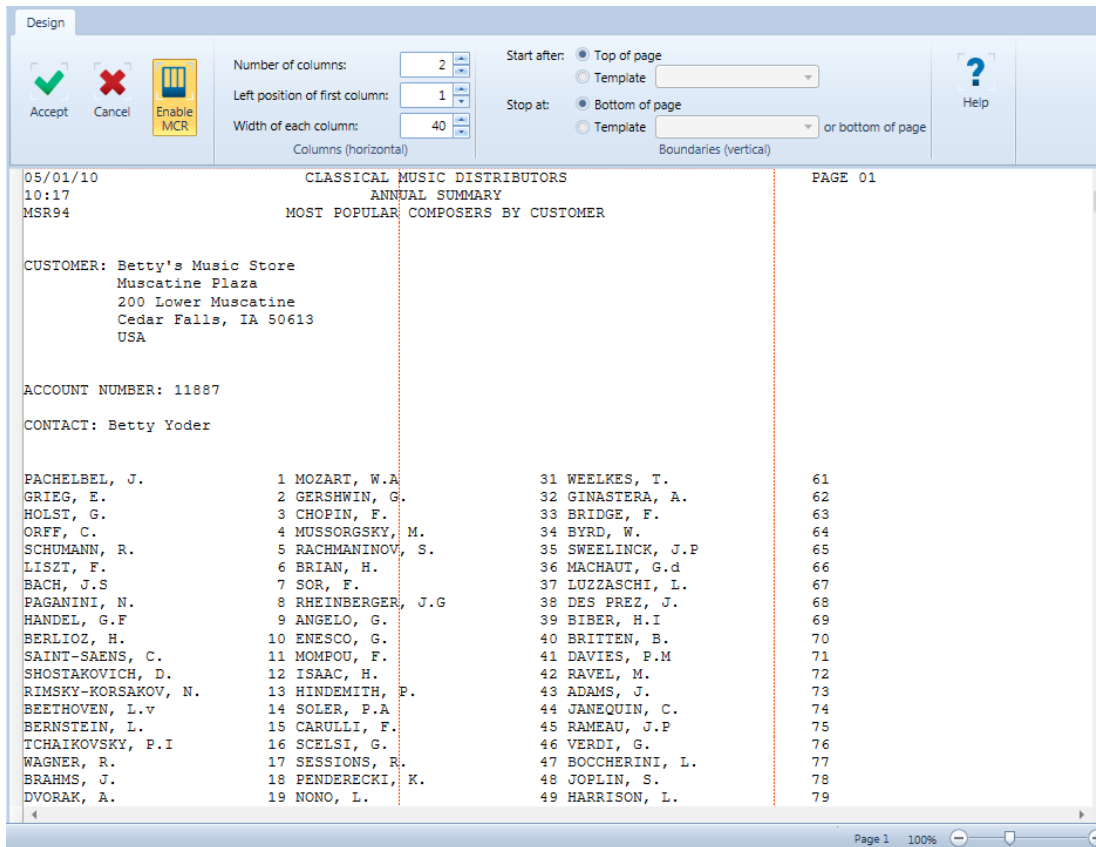 Design
Accept
Cancel
Enable MCR
Number of columns: 2
Left position of first column: 1
Width of each column: 40
Columns (horizontal)
Start after: Top of page
Template
Stop at: Bottom of page
Template or bottom of page
Boundaries (vertical)
Help
05/01/10 CLASSICAL MUSIC DISTRIBUTORS PAGE 01
10:17 ANNUAL SUMMARY
MSR94 MOST POPULAR COMPOSERS BY CUSTOMER
CUSTOMER: Betty's Music Store
Muscatine Plaza
200 Lower Muscatine
Cedar Falls, IA 50613
USA
ACCOUNT NUMBER: 11887
CONTACT: Betty Yoder
PACHELBEL, J. 1 MOZART, W.A 31 WEELKES, T. 61
GRIEG, E. 2 GERSHWIN, G. 32 GINASTERA, A. 62
HOLST, G. 3 CHOPIN, F. 33 BRIDGE, F. 63
ORFF, C. 4 MUSSORGSKY, M. 34 BYRD, W. 64
SCHUMANN, R. 5 RACHMANINOV, S. 35 SWEELINCK, J.P 65
LISZT, F. 6 BRIAN, H. 36 MACHAUT, G.d 66
BACH, J.S 7 SOR, F. 37 LUZZASCHI, L. 67
PAGANINI, N. 8 RHEINBERGER, J.G 38 DES PREZ, J. 68
HANDEL, G.F 9 ANGELO, G. 39 BIBER, H.I 69
BERLIOZ, H. 10 ENESCO, G. 40 BRITTEN, B. 70
SAINT-SAENS, C. 11 MOMPOU, F. 41 DAVIES, P.M 71
SHOSTAKOVICH, D. 12 ISAAC, H. 42 RAVEL, M. 72
RIMSKY-KORSAKOV, N. 13 HINDEMITH, P. 43 ADAMS, J. 73
BEETHOVEN, L.v 14 SOLER, P.A 44 JANEQUIN, C. 74
BERNSTEIN, L. 15 CARULLI, F. 45 RAMEAU, J.P 75
TCHAIKOVSKY, P.I 16 SCELSI, G. 46 VERDI, G. 76
WAGNER, R. 17 SESSIONS, R. 47 BOCCHERINI, L. 77
BRAHMS, J. 18 PENDERECKI, K. 48 JOPLIN, S. 78
DVORAK, A. 19 NONO, L. 49 HARRISON, L. 79
Page 1 100%